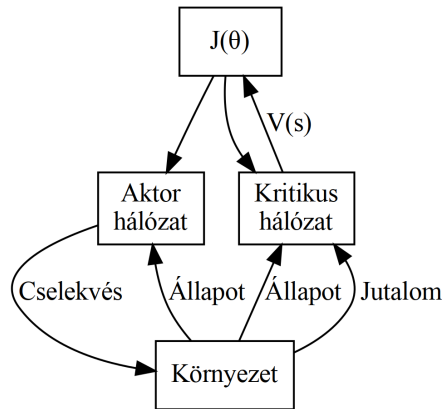 J(θ)
V(s)
Aktor
hálózat
Kritikus
hálózat
Cselekvés
Állapot
Állapot
Jutalom
Környezet